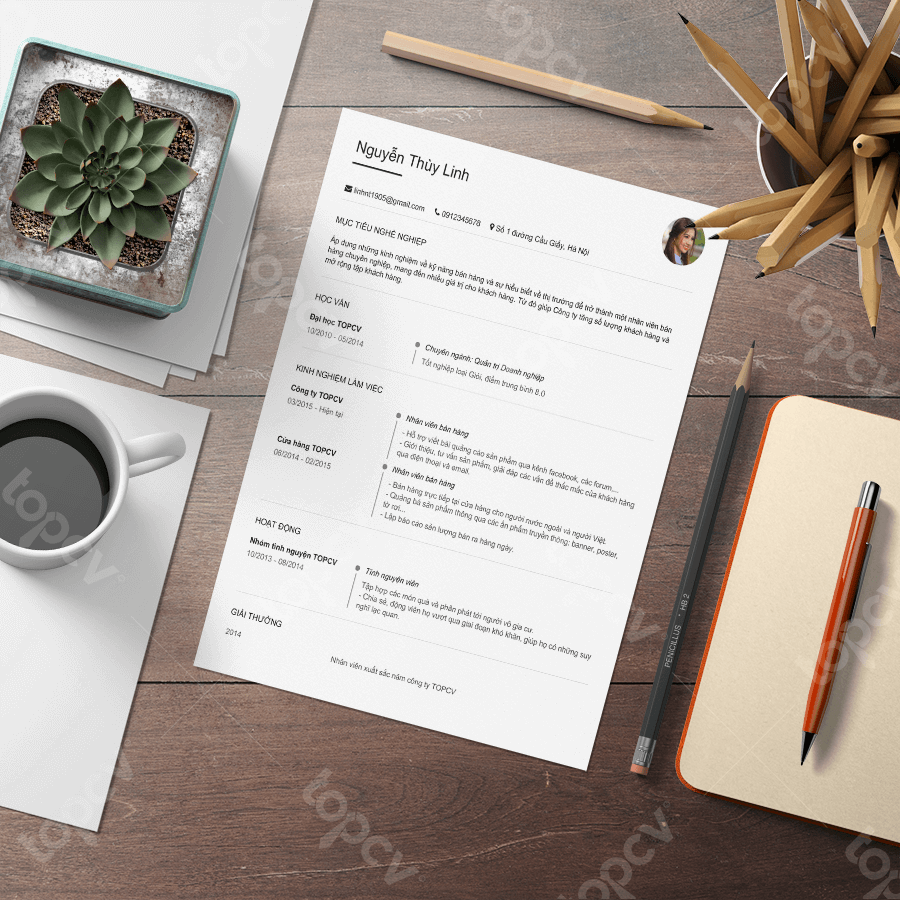 Nguyễn Thùy Linh
linhnt1905@gmail.com 0912345678 Số 1 đường Cầu Giấy, Hà Nội
MỤC TIÊU NGHỀ NGHIỆP
Áp dụng những kinh nghiệm về kỹ năng bán hàng và sự hiểu biết về thị trường để trở thành một nhân viên bán
hàng chuyên nghiệp, mang đến nhiều giá trị cho khách hàng. Từ đó giúp Công ty tăng số lượng khách hàng và
mở rộng tập khách hàng.
HỌC VẤN
Đại học TOPCV
10/2010 - 05/2014
Chuyên ngành: Quản trị Doanh nghiệp
Tốt nghiệp loại Giỏi, điểm trung bình 8.0
KINH NGHIỆM LÀM VIỆC
Công ty TOPCV
03/2015 - Hiện tại
Nhân viên bán hàng
- Hỗ trợ viết bài quảng cáo sản phẩm qua kênh facebook, các forum,...
- Giới thiệu, tư vấn sản phẩm, giải đáp các vấn đề thắc mắc của khách hàng
qua điện thoại và email.
Cửa hàng TOPCV
06/2014 - 02/2015
Nhân viên bán hàng
- Bán hàng trực tiếp tại cửa hàng cho người nước ngoài và người Việt.
- Quảng bá sản phẩm thông qua các ấn phẩm truyền thông: banner, poster,
tờ rơi...
- Lập báo cáo sản lượng bán ra hàng ngày.
HOẠT ĐỘNG
Nhóm tình nguyện TOPCV
10/2013 - 08/2014
Tình nguyện viên
Tập hợp các món quà và phân phát tới người vô gia cư.
- Chia sẻ, động viên họ vượt qua giai đoạn khó khăn, giúp họ có những suy
nghĩ lạc quan.
GIẢI THƯỞNG
2014
Nhân viên xuất sắc năm công ty TOPCV
PENICILLUS * HB 2
topcv
topcv
topcv
topcv
topcv
topcv
topcv
topcv
topcv